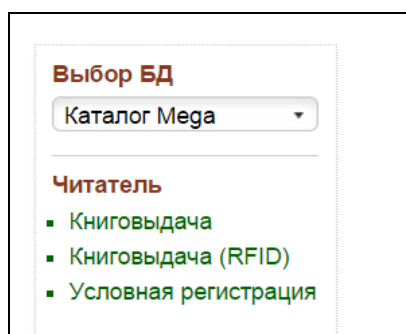 Выбор БД
Каталог Mega
Читатель
Книговыдача
Книговыдача (RFID)
Условная регистрация